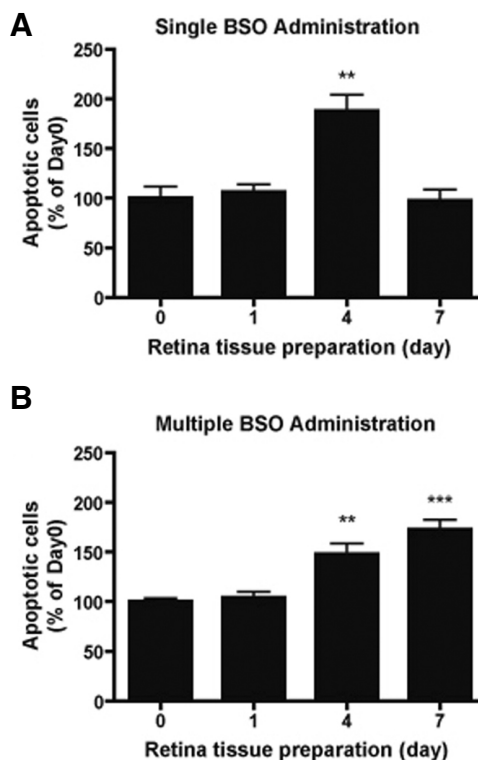 A
Single BSO Administration
Apoptotic cells
(% of Day0)
250
200
150
100
50
0
**
0 1 4 7
Retina tissue preparation (day)
B
Multiple BSO Administration
Apoptotic cells
(% of Day0)
250
200
150
100
50
0
**
***
0 1 4 7
Retina tissue preparation (day)